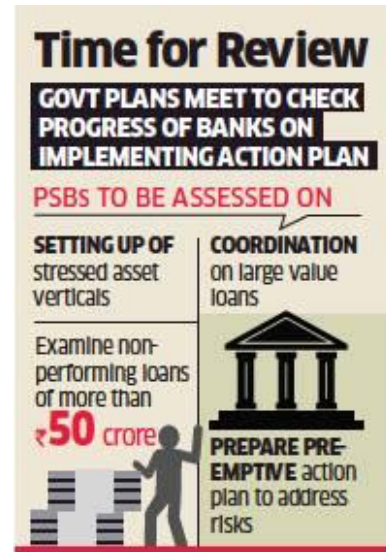 Time for Review
GOVT PLANS MEET TO CHECK
PROGRESS OF BANKS ON
IMPLEMENTING ACTION PLAN
PSBs TO BE ASSESSED ON
SETTING UP OF
stressed asset
verticals
Examine non-
performing loans
of more than
₹50 crore
COORDINATION
on large value
loans
PREPARE PRE-
EMPTIVE action
plan to address
risks